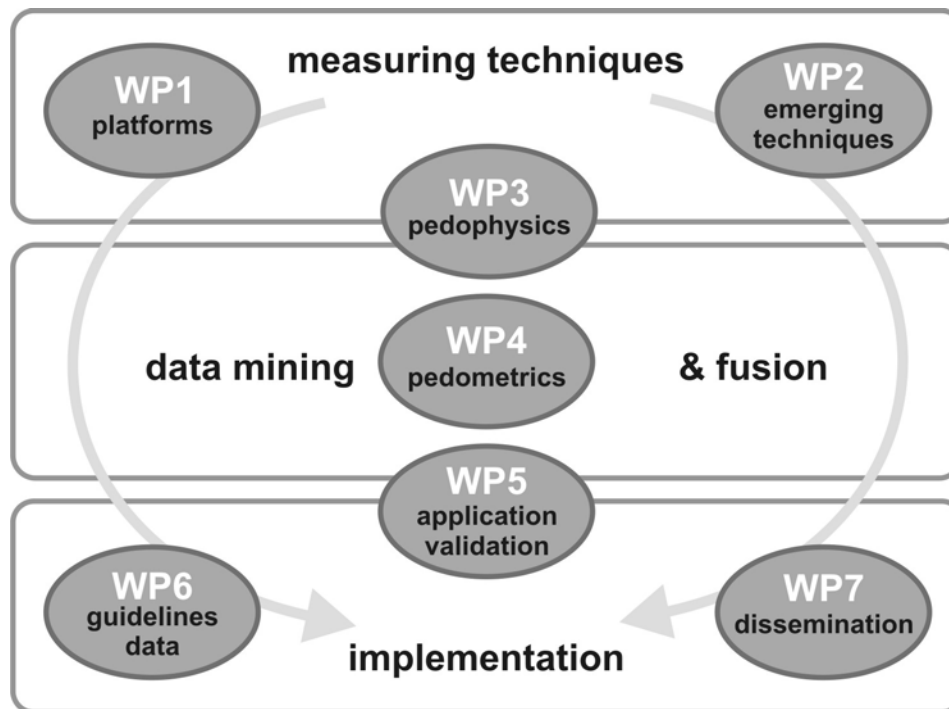 measuring techniques
WP1
platforms
WP2
emerging
techniques
WP3
pedophysics
data mining
WP4
pedometrics
& fusion
WP5
application
validation
WP6
guidelines
data
WP7
dissemination
implementation